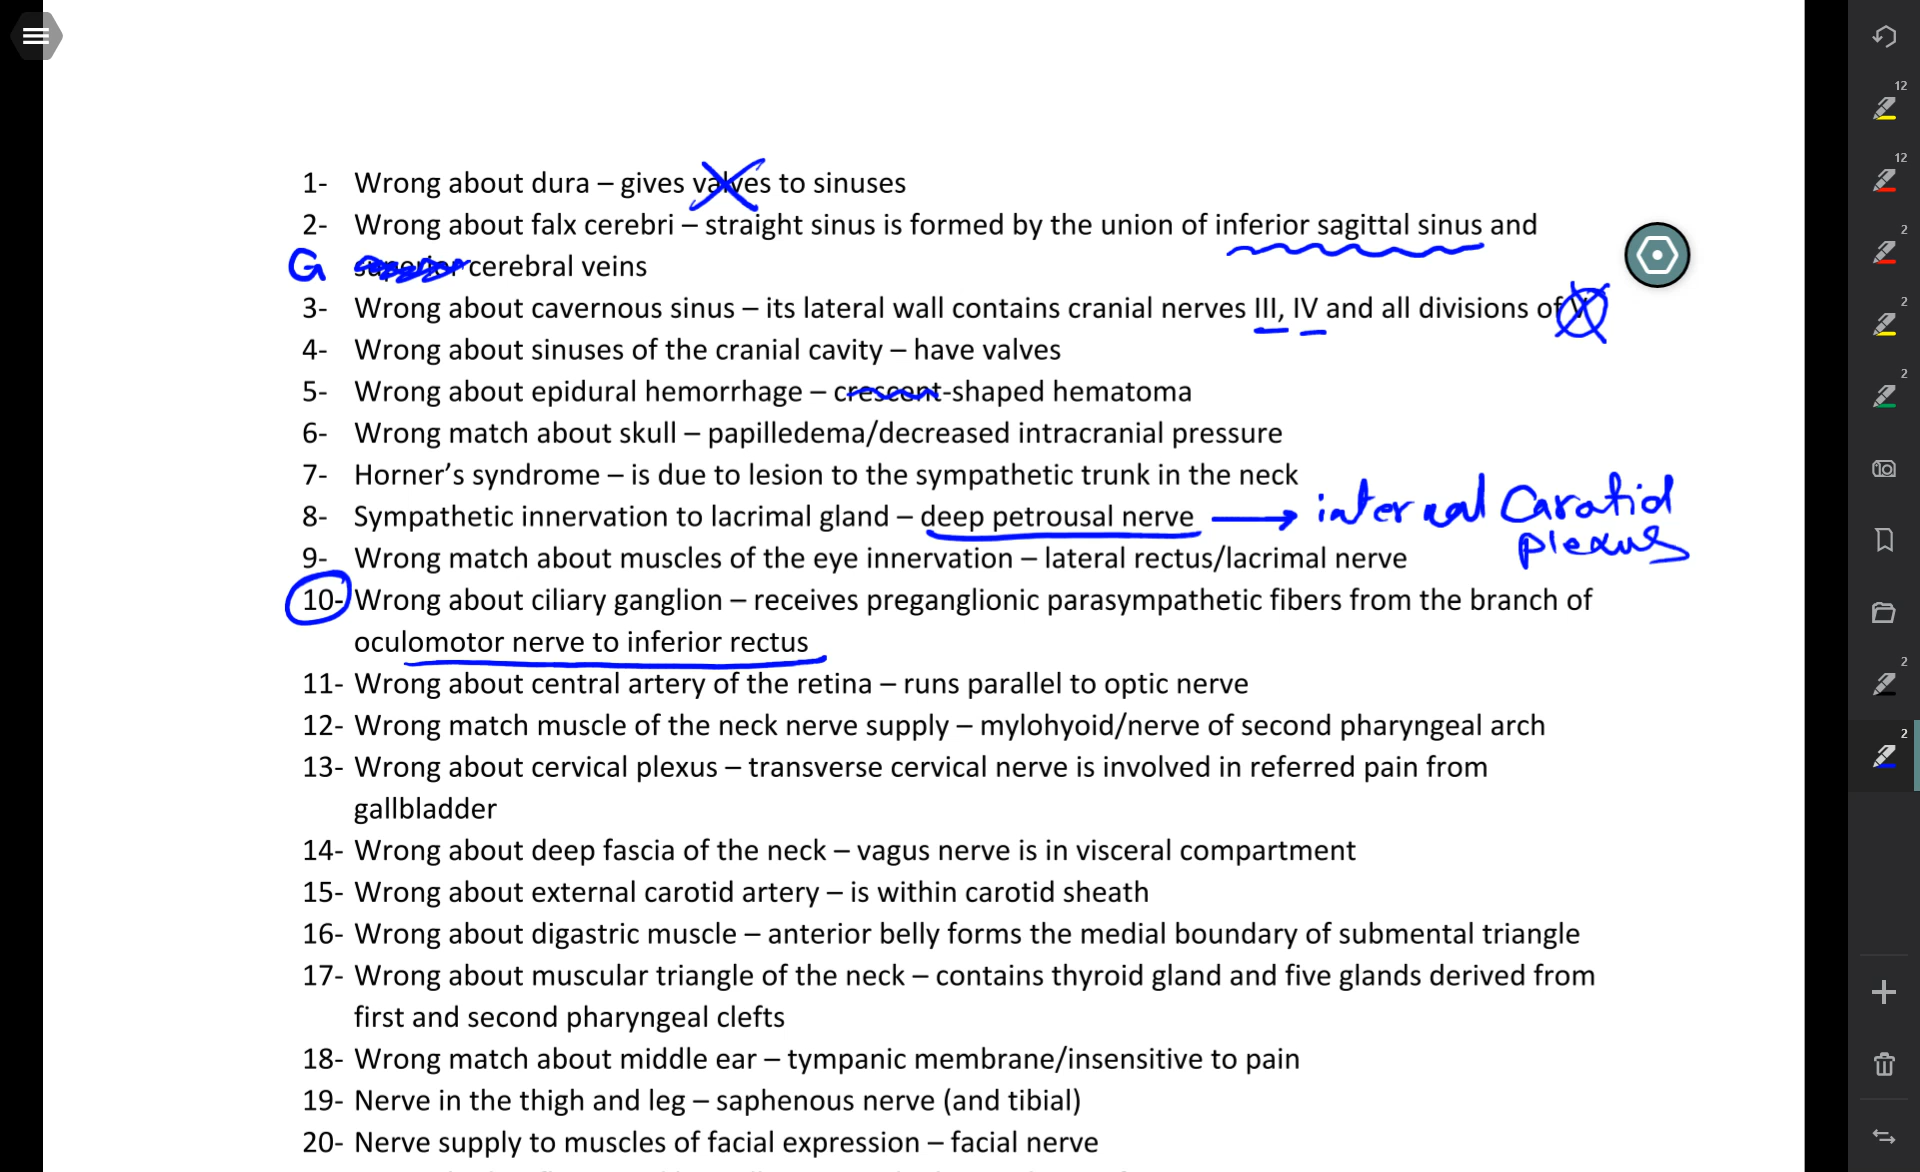 1- Wrong about dura – gives valves to sinuses
2- Wrong about falx cerebri – straight sinus is formed by the union of inferior sagittal sinus and
G superior cerebral veins
3- Wrong about cavernous sinus – its lateral wall contains cranial nerves III, IV and all divisions of V
4- Wrong about sinuses of the cranial cavity – have valves
5- Wrong about epidural hemorrhage – crescent-shaped hematoma
6- Wrong match about skull – papilledema/decreased intracranial pressure
7- Horner’s syndrome – is due to lesion to the sympathetic trunk in the neck
8- Sympathetic innervation to lacrimal gland – deep petrousal nerve → internal Carotid
plexus
9- Wrong match about muscles of the eye innervation – lateral rectus/lacrimal nerve
10- Wrong about ciliary ganglion – receives preganglionic parasympathetic fibers from the branch of
oculomotor nerve to inferior rectus
11- Wrong about central artery of the retina – runs parallel to optic nerve
12- Wrong match muscle of the neck nerve supply – mylohyoid/nerve of second pharyngeal arch
13- Wrong about cervical plexus – transverse cervical nerve is involved in referred pain from
gallbladder
14- Wrong about deep fascia of the neck – vagus nerve is in visceral compartment
15- Wrong about external carotid artery – is within carotid sheath
16- Wrong about digastric muscle – anterior belly forms the medial boundary of submental triangle
17- Wrong about muscular triangle of the neck – contains thyroid gland and five glands derived from
first and second pharyngeal clefts
18- Wrong match about middle ear – tympanic membrane/insensitive to pain
19- Nerve in the thigh and leg – saphenous nerve (and tibial)
20- Nerve supply to muscles of facial expression – facial nerve
12
12
2
2
2
2
2